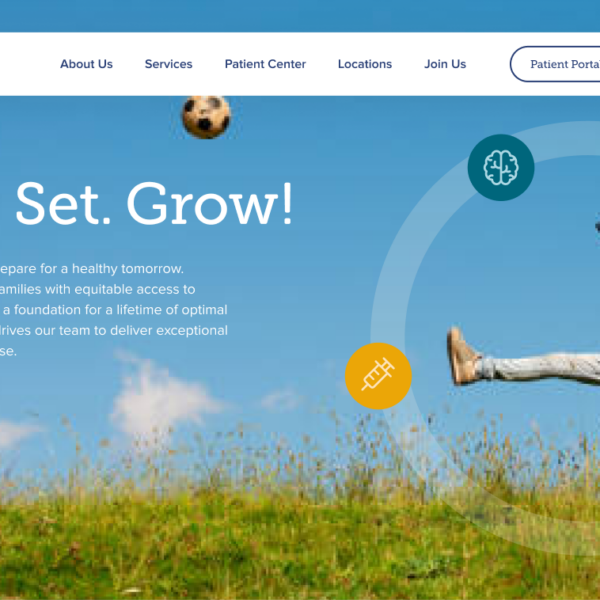 About Us Services Patient Center Locations Join Us Patient Porta
Set. Grow!
epare for a healthy tomorrow.
amilies with equitable access to
a foundation for a lifetime of optimal
rives our team to deliver exceptional
se.